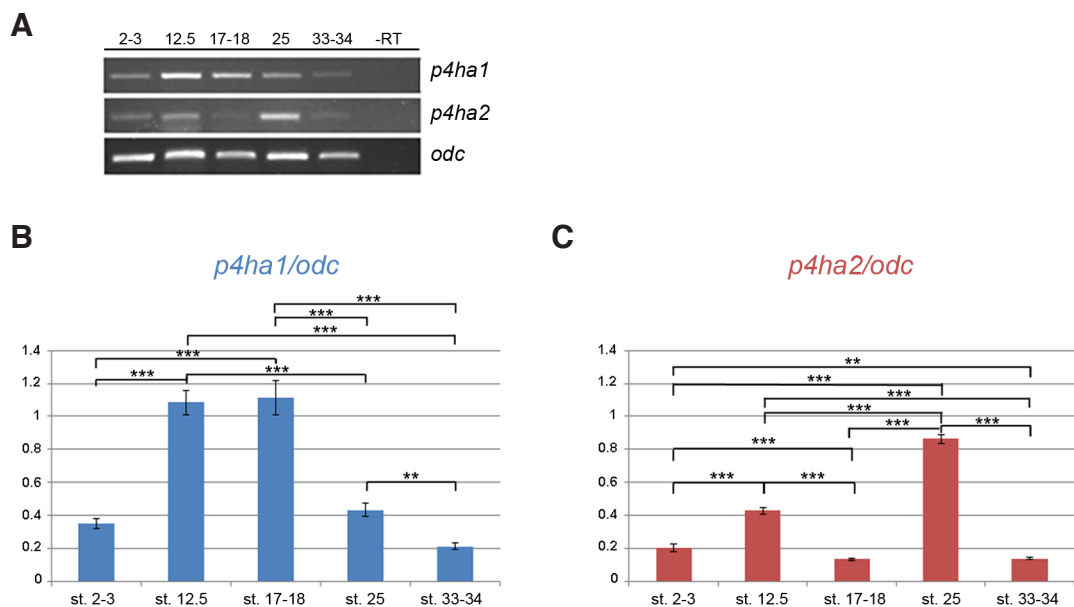 A
2-3 12.5 17-18 25 33-34 -RT
p4ha1
p4ha2
odc
B
p4ha1/odc
***
***
***
***
***
***
**
1.4
1.2
1
0.8
0.6
0.4
0.2
0
st. 2-3 st. 12.5 st. 17-18 st. 25 st. 33-34
C
p4ha2/odc
**
***
***
***
***
***
***
***
***
1.4
1.2
1
0.8
0.6
0.4
0.2
0
st. 2-3 st. 12.5 st. 17-18 st. 25 st. 33-34